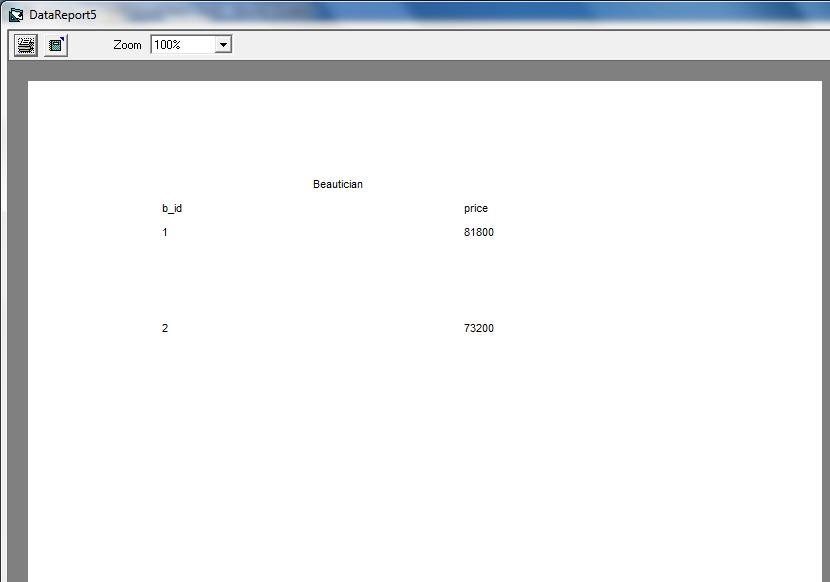 DataReport5
Zoom 100%
Beautician
b_id price
1 81800
2 73200